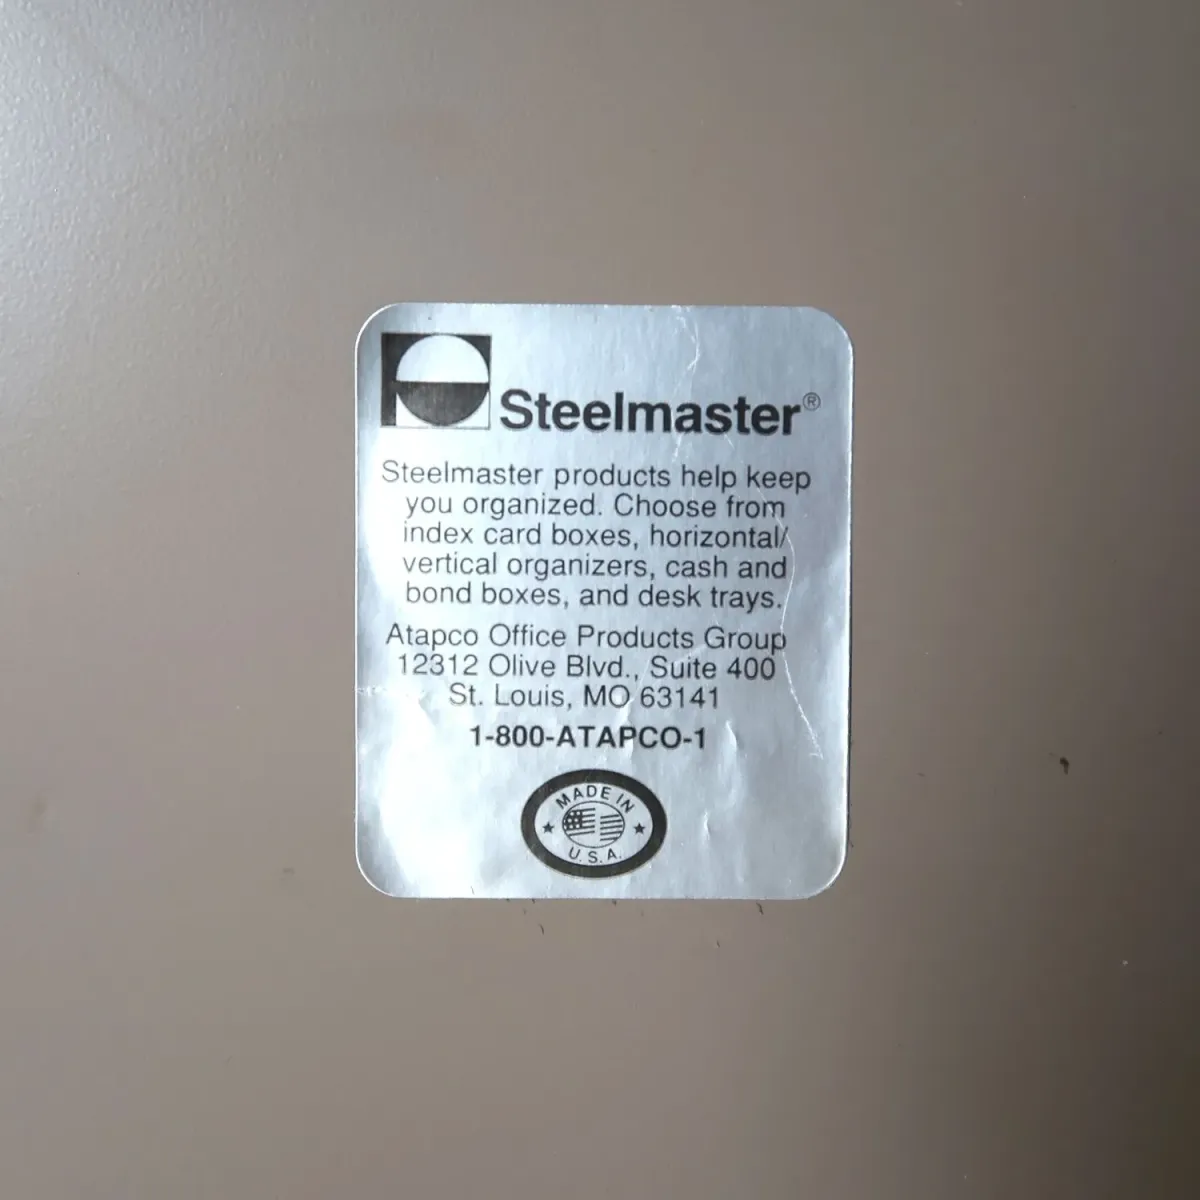 Steelmaster®
Steelmaster products help keep
you organized. Choose from
index card boxes, horizontal/
vertical organizers, cash and
bond boxes, and desk trays.
Atapco Office Products Group
12312 Olive Blvd., Suite 400
St. Louis, MO 63141
1-800-ATAPCO-1
MADE IN
U.S.A.